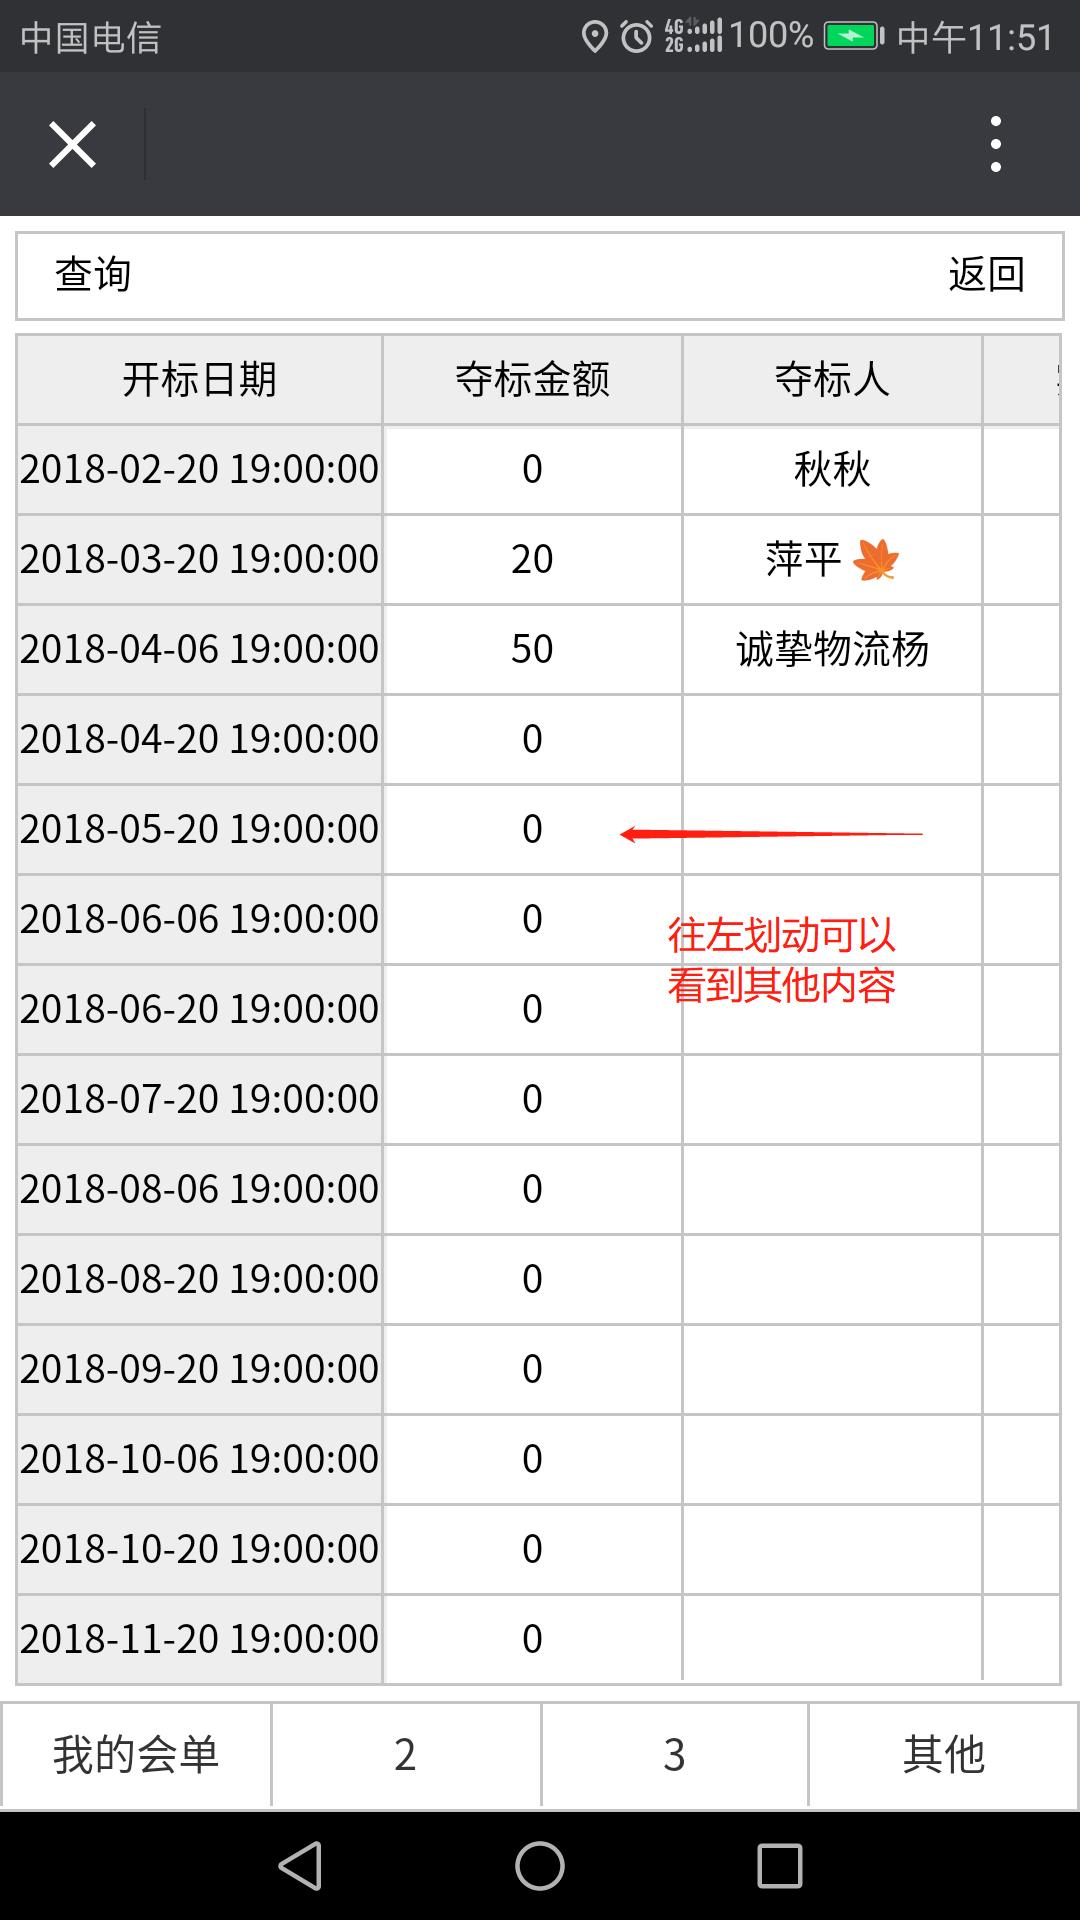 中国电信 4G 2G 100% 中午11:51
查询 返回
开标日期 夺标金额 夺标人
2018-02-20 19:00:00 0 秋秋
2018-03-20 19:00:00 20 萍平🍁
2018-04-06 19:00:00 50 诚挚物流杨
2018-04-20 19:00:00 0
2018-05-20 19:00:00 0
2018-06-06 19:00:00 0
往左划动可以
看到其他内容
2018-06-20 19:00:00 0
2018-07-20 19:00:00 0
2018-08-06 19:00:00 0
2018-08-20 19:00:00 0
2018-09-20 19:00:00 0
2018-10-06 19:00:00 0
2018-10-20 19:00:00 0
2018-11-20 19:00:00 0
我的会单 2 3 其他